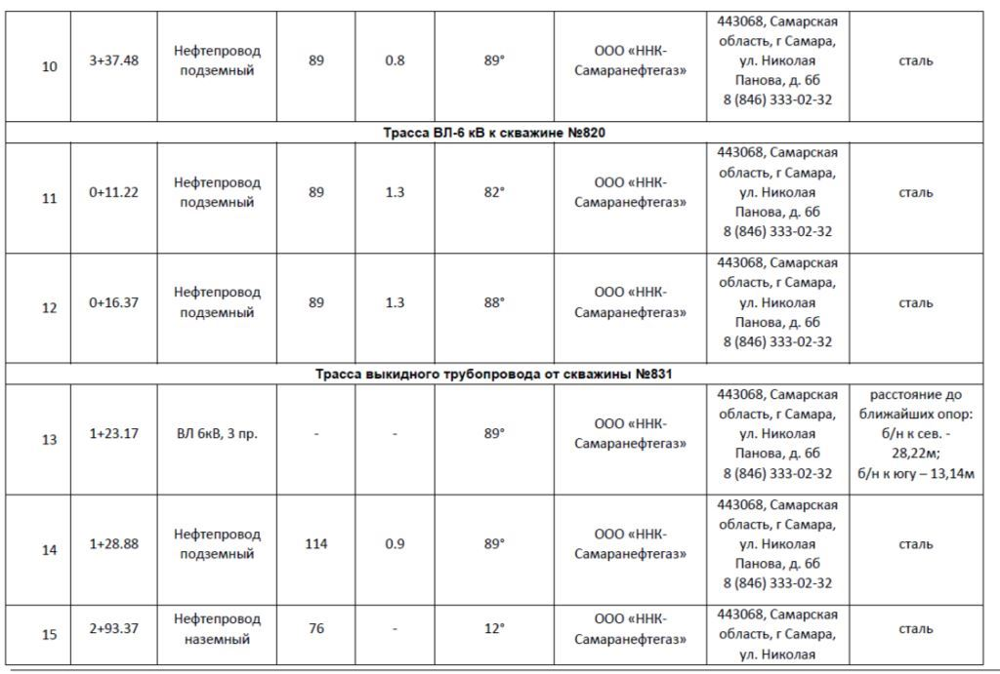 10
3+37.48
Нефтепровод
подземный
89
0.8
89°
ООО «ННК-
Самаранефтегаз»
443068, Самарская
область, г Самара,
ул. Николая
Панова, д. 6б
8 (846) 333-02-32
сталь
Трасса ВЛ-6 кВ к скважине №820
11
0+11.22
Нефтепровод
подземный
89
1.3
82°
ООО «ННК-
Самаранефтегаз»
443068, Самарская
область, г Самара,
ул. Николая
Панова, д. 6б
8 (846) 333-02-32
сталь
12
0+16.37
Нефтепровод
подземный
89
1.3
88°
ООО «ННК-
Самаранефтегаз»
443068, Самарская
область, г Самара,
ул. Николая
Панова, д. 6б
8 (846) 333-02-32
сталь
Трасса выкидного трубопровода от скважины №831
13
1+23.17
ВЛ 6кВ, 3 пр.
-
-
89°
ООО «ННК-
Самаранефтегаз»
443068, Самарская
область, г Самара,
ул. Николая
Панова, д. 6б
8 (846) 333-02-32
расстояние до
ближайших опор:
б/н к сев. -
28,22м;
б/н к югу – 13,14м
14
1+28.88
Нефтепровод
подземный
114
0.9
89°
ООО «ННК-
Самаранефтегаз»
443068, Самарская
область, г Самара,
ул. Николая
Панова, д. 6б
8 (846) 333-02-32
сталь
15
2+93.37
Нефтепровод
наземный
76
-
12°
ООО «ННК-
Самаранефтегаз»
443068, Самарская
область, г Самара,
ул. Николая
сталь